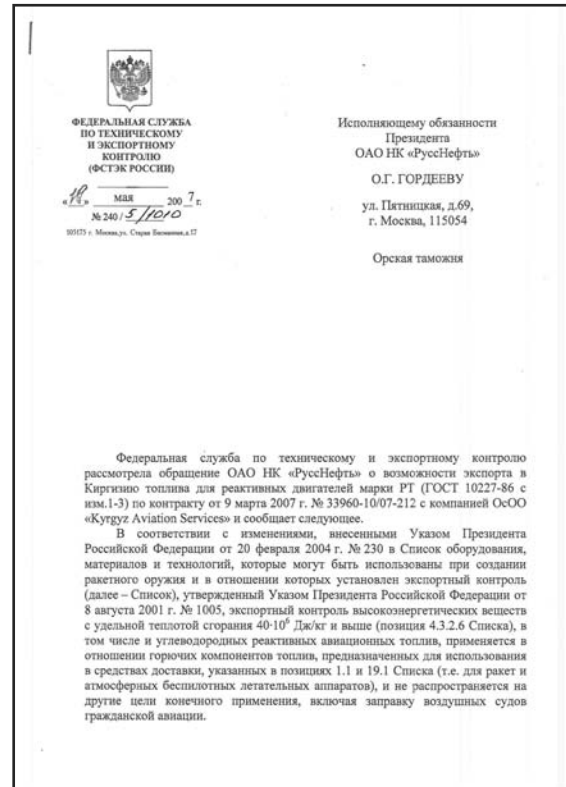 ФЕДЕРАЛЬНАЯ СЛУЖБА
ПО ТЕХНИЧЕСКОМУ
И ЭКСПОРТНОМУ
КОНТРОЛЮ
(ФСТЭК РОССИИ)
мая 2007 г.
№ 240 / 5/1010
105175 г. Москва, ул. Старая Басманная, д.17
Исполняющему обязанности
Президента
ОАО НК «РуссНефть»
О.Г. ГОРДЕЕВУ
ул. Пятницкая, д.69,
г. Москва, 115054
Орская таможня
Федеральная служба по техническому и экспортному контролю
рассмотрела обращение ОАО НК «РуссНефть» о возможности экспорта в
Киргизию топлива для реактивных двигателей марки РТ (ГОСТ 10227-86 с
изм.1-3) по контракту от 9 марта 2007 г. № 33960-10/07-212 с компанией ОсОО
«Kyrgyz Aviation Services» и сообщает следующее.
В соответствии с изменениями, внесенными Указом Президента
Российской Федерации от 20 февраля 2004 г. № 230 в Список оборудования,
материалов и технологий, которые могут быть использованы при создании
ракетного оружия и в отношении которых установлен экспортный контроль
(далее – Список), утвержденный Указом Президента Российской Федерации от
8 августа 2001 г. № 1005, экспортный контроль высокоэнергетических веществ
с удельной теплотой сгорания 40·10⁶ Дж/кг и выше (позиция 4.3.2.6 Списка), в
том числе и углеводородных реактивных авиационных топлив, применяется в
отношении горючих компонентов топлив, предназначенных для использования
в средствах доставки, указанных в позициях 1.1 и 19.1 Списка (т.е. для ракет и
атмосферных беспилотных летательных аппаратов), и не распространяется на
другие цели конечного применения, включая заправку воздушных судов
гражданской авиации.